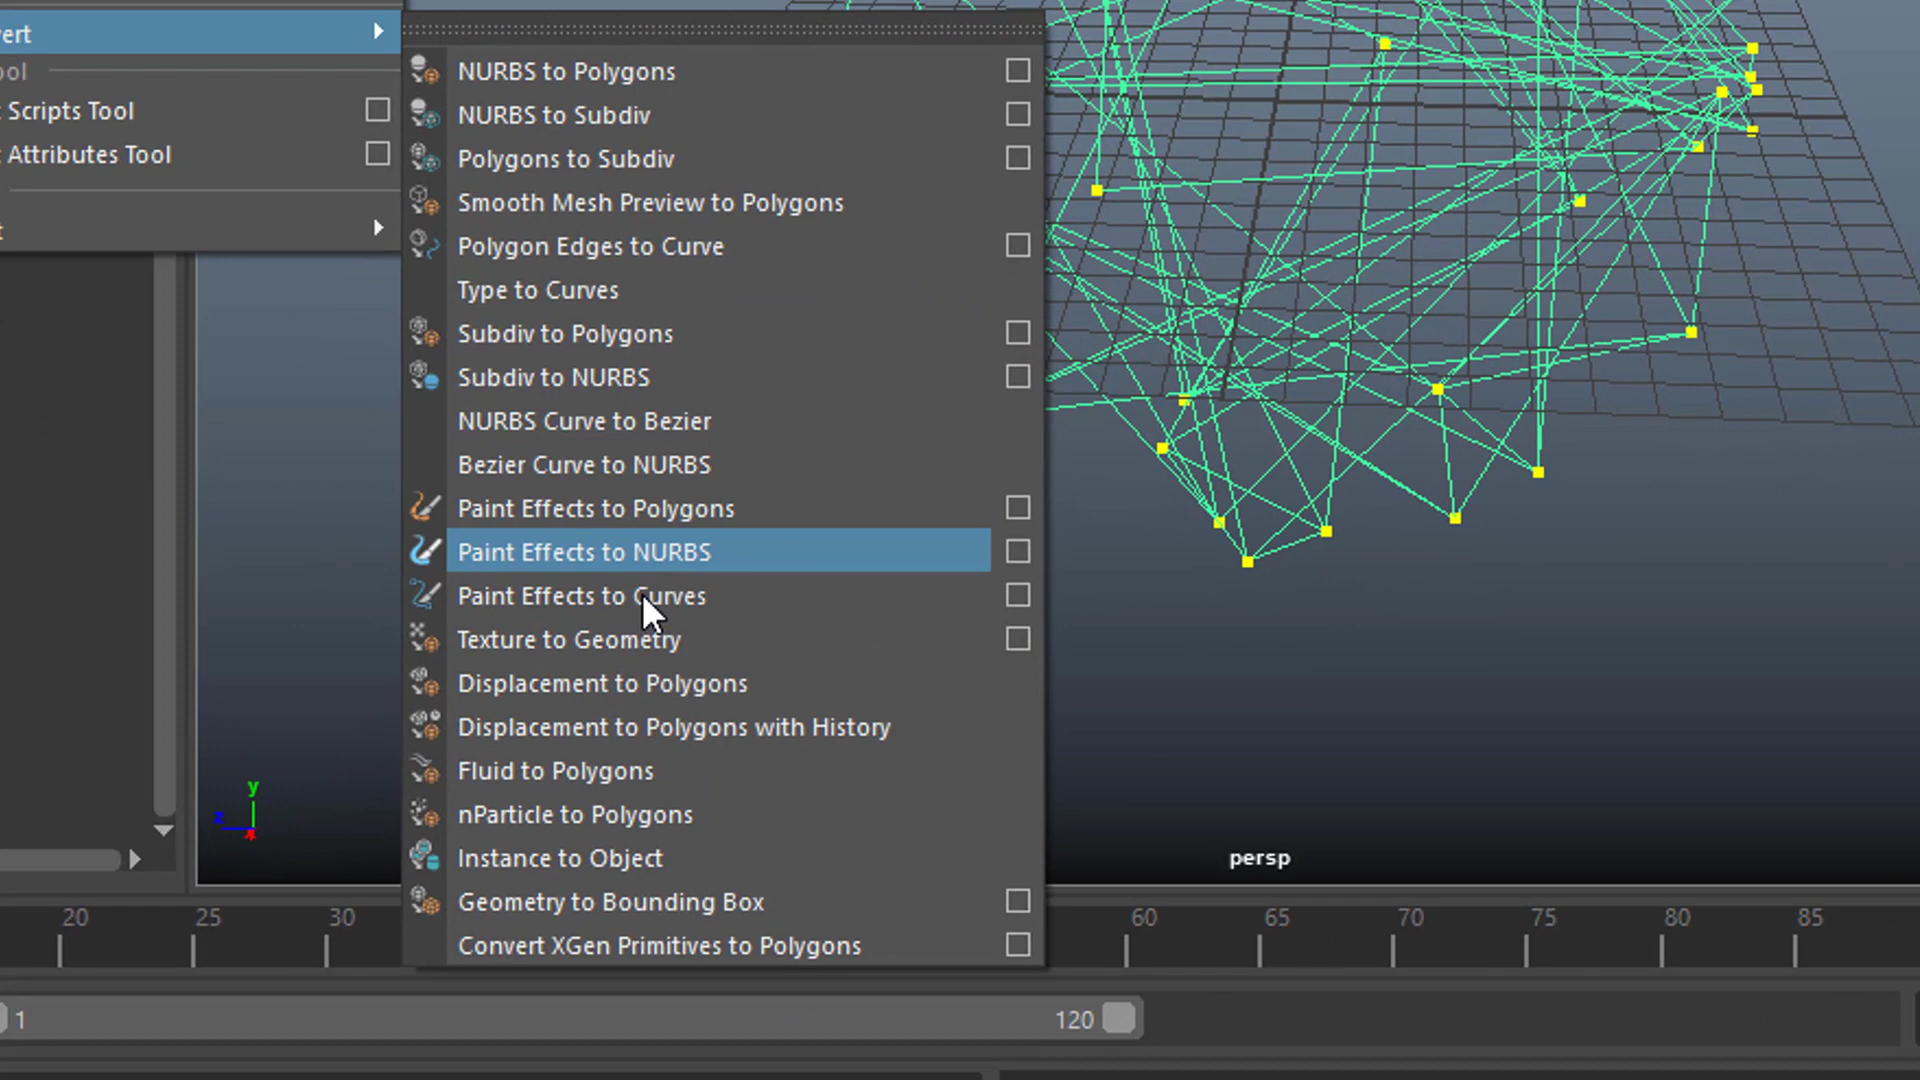 ert
ool
Scripts Tool
Attributes Tool
t
NURBS to Polygons
NURBS to Subdiv
Polygons to Subdiv
Smooth Mesh Preview to Polygons
Polygon Edges to Curve
Type to Curves
Subdiv to Polygons
Subdiv to NURBS
NURBS Curve to Bezier
Bezier Curve to NURBS
Paint Effects to Polygons
Paint Effects to NURBS
Paint Effects to Curves
Texture to Geometry
Displacement to Polygons
Displacement to Polygons with History
Fluid to Polygons
nParticle to Polygons
Instance to Object
Geometry to Bounding Box
Convert XGen Primitives to Polygons
y
z
x
persp
20 25 30 60 65 70 75 80 85
1 120